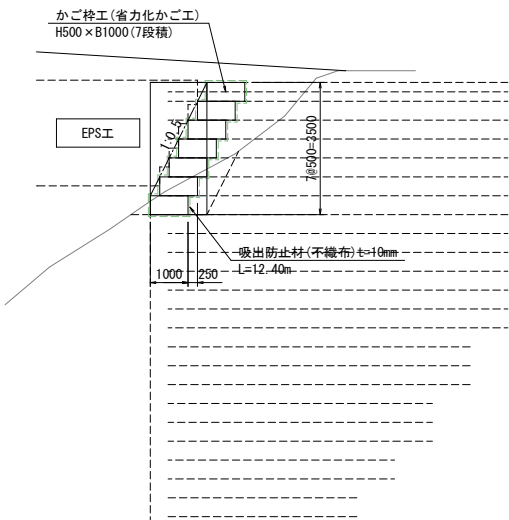 かご枠工(省力化かご工)
H500×B1000(7段積)
EPS工
1:0.5
7@500=3500
吸出防止材(不織布)t=10mm
L=12.40m
1000
250